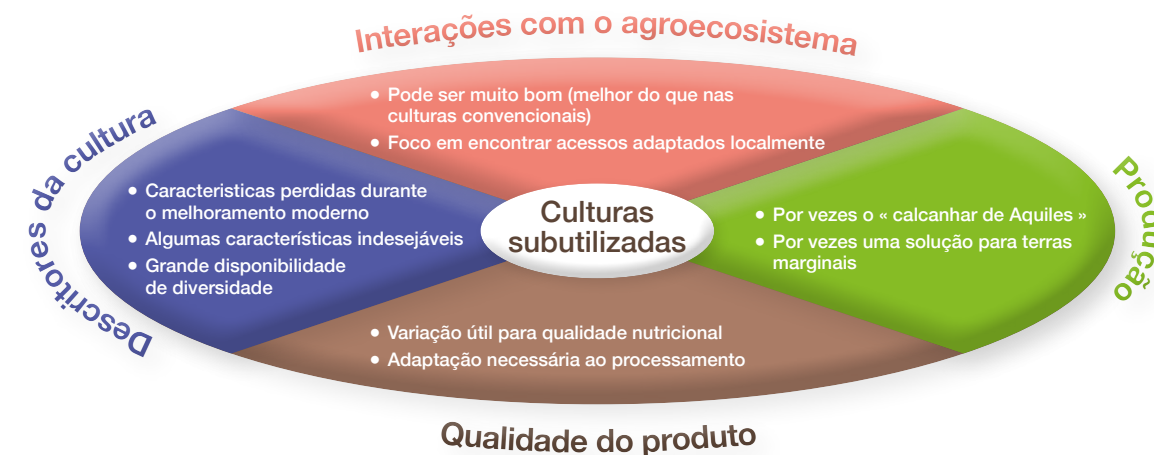 Interações com o agroecosistema
• Pode ser muito bom (melhor do que nas
culturas convencionais)
• Foco em encontrar acessos adaptados localmente
Descritores da cultura
• Caracteristicas perdidas durante
o melhoramento moderno
• Algumas características indesejáveis
• Grande disponibilidade
de diversidade
Culturas
subutilizadas
Produção
• Por vezes o « calcanhar de Aquiles »
• Por vezes uma solução para terras
marginais
• Variação útil para qualidade nutricional
• Adaptação necessária ao processamento
Qualidade do produto